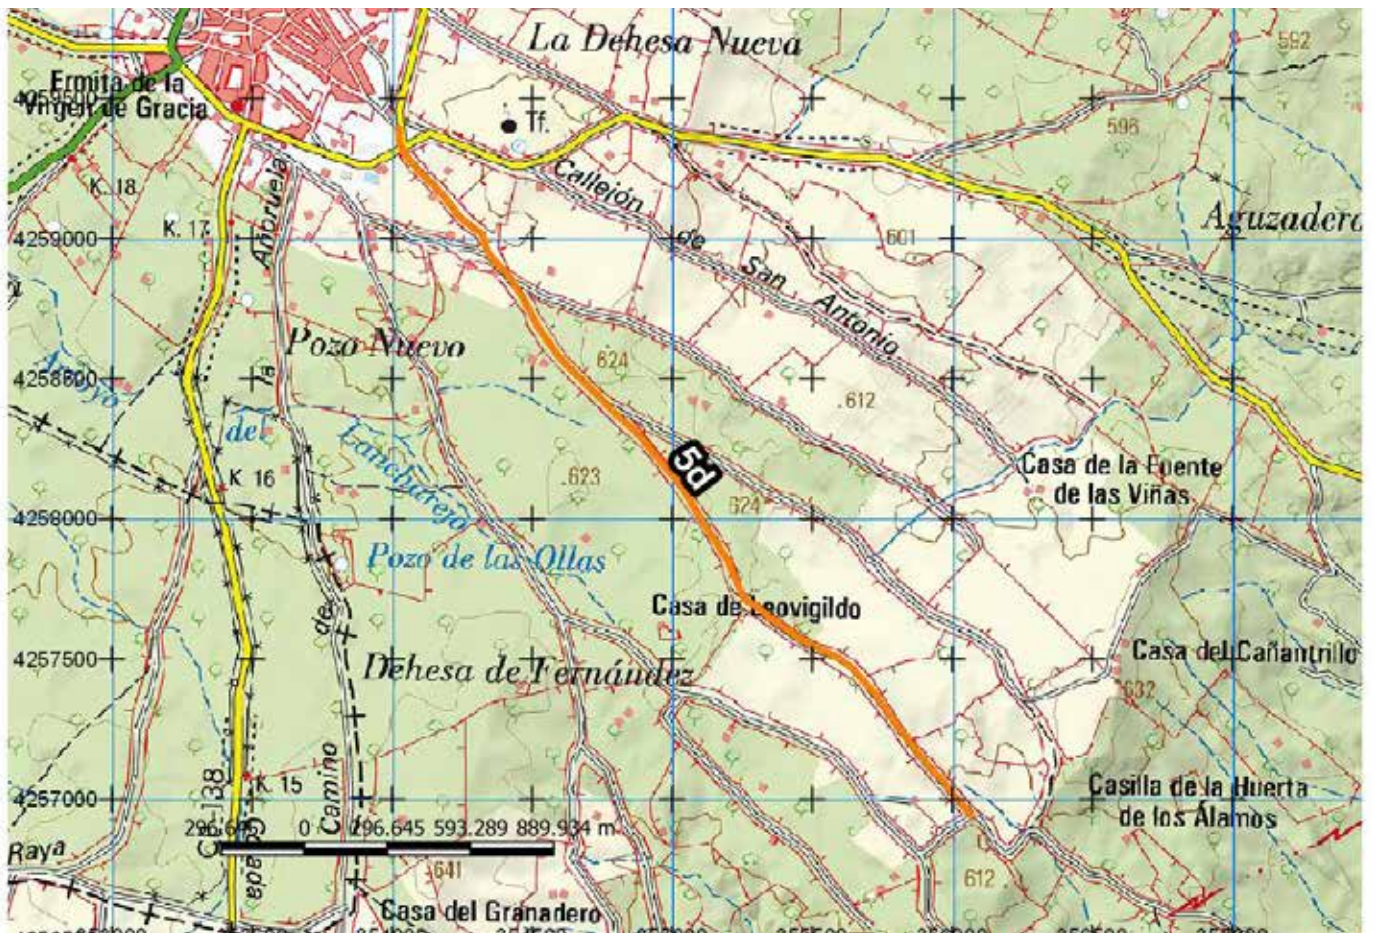 La Dehesa Nueva
592
Ermita de la
Virgen de Gracia
Tf.
596
K. 18
Callejón
Añoruela
K. 17
Aguzadera
4259000
de
601
San
Antonio
Pozo Nuevo
624
la
4258500
Arroyo
612
del
Lanchurejo
5d
Casa de la Fuente
de las Viñas
K 16
623
624
4258000
Pozo de las Ollas
de
Casa de Leovigildo
Casa del Cañantrillo
4257500
Dehesa de Fernández
632
Camino
K 15
4257000
Casilla de la Huerta
de los Álamos
0
296.645 593.289 889.934 m
Raya
641
612
Casa del Granadero